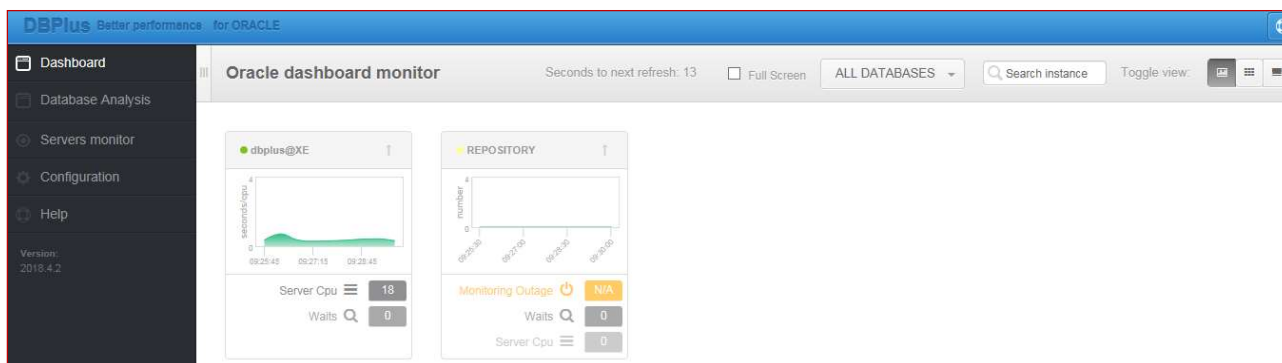 DBPlus Better performance for ORACLE
Dashboard
Database Analysis
Servers monitor
Configuration
Help
Version:
2018.4.2
Oracle dashboard monitor
Seconds to next refresh: 13
Full Screen
ALL DATABASES
Search instance
Toggle view:
dbplus@XE
seconds/cpu
4
0
09:25:45 09:27:15 09:28:45
Server Cpu 18
Waits 0
REPOSITORY
number
4
0
09:25:30 09:27:00 09:28:30 09:30:00
Monitoring Outage N/A
Waits 0
Server Cpu 0